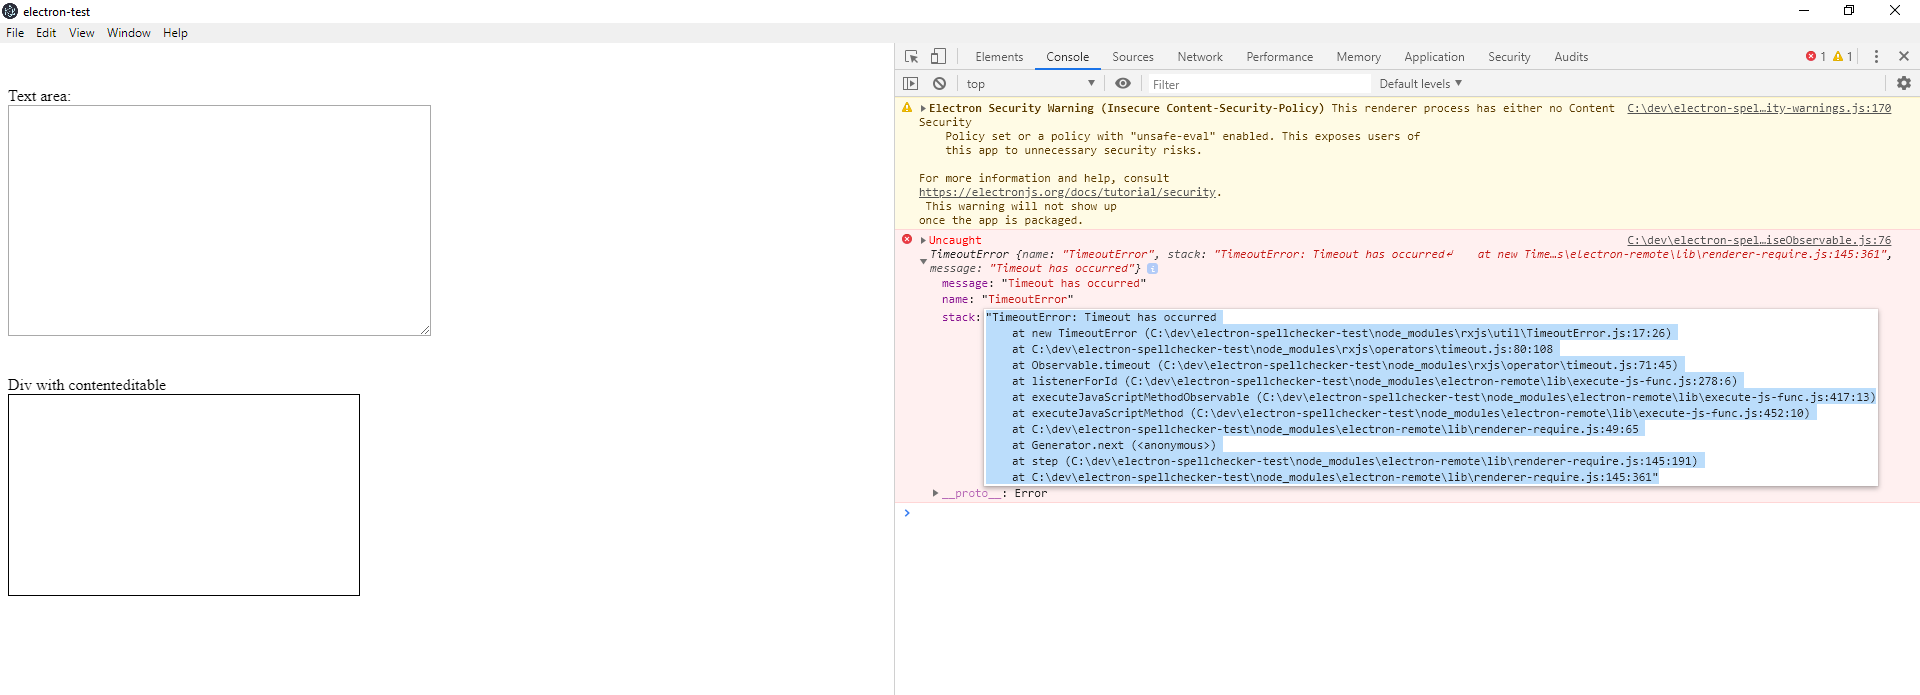 electron-test
File Edit View Window Help
Text area:
Div with contenteditable
Elements Console Sources Network Performance Memory Application Security Audits 1 1
top Filter Default levels
Electron Security Warning (Insecure Content-Security-Policy) This renderer process has either no Content C:\dev\electron-spel…ity-warnings.js:170
Security
Policy set or a policy with "unsafe-eval" enabled. This exposes users of
this app to unnecessary security risks.
For more information and help, consult
https://electronjs.org/docs/tutorial/security.
This warning will not show up
once the app is packaged.
Uncaught C:\dev\electron-spel…iseObservable.js:76
TimeoutError {name: "TimeoutError", stack: "TimeoutError: Timeout has occurred↵    at new Time…s\electron-remote\lib\renderer-require.js:145:361",
message: "Timeout has occurred"} i
message: "Timeout has occurred"
name: "TimeoutError"
stack: "TimeoutError: Timeout has occurred
at new TimeoutError (C:\dev\electron-spellchecker-test\node_modules\rxjs\util\TimeoutError.js:17:26)
at C:\dev\electron-spellchecker-test\node_modules\rxjs\operators\timeout.js:80:108
at Observable.timeout (C:\dev\electron-spellchecker-test\node_modules\rxjs\operator\timeout.js:71:45)
at listenerForId (C:\dev\electron-spellchecker-test\node_modules\electron-remote\lib\execute-js-func.js:278:6)
at executeJavaScriptMethodObservable (C:\dev\electron-spellchecker-test\node_modules\electron-remote\lib\execute-js-func.js:417:13)
at executeJavaScriptMethod (C:\dev\electron-spellchecker-test\node_modules\electron-remote\lib\execute-js-func.js:452:10)
at C:\dev\electron-spellchecker-test\node_modules\electron-remote\lib\renderer-require.js:49:65
at Generator.next (<anonymous>)
at step (C:\dev\electron-spellchecker-test\node_modules\electron-remote\lib\renderer-require.js:145:191)
at C:\dev\electron-spellchecker-test\node_modules\electron-remote\lib\renderer-require.js:145:361"
__proto__: Error